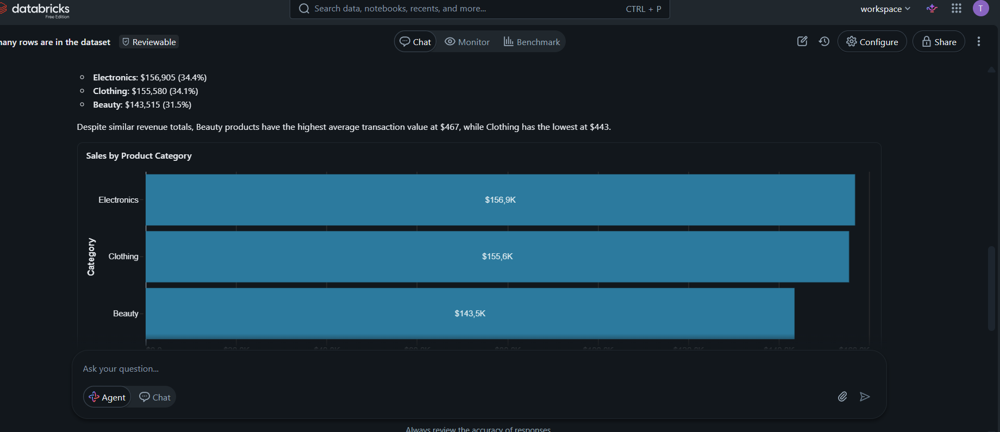 databricks
Free Edition
Search data, notebooks, recents, and more...
CTRL + P
workspace
T
many rows are in the dataset
Reviewable
Chat
Monitor
Benchmark
Configure
Share
Electronics: $156,905 (34.4%)
Clothing: $155,580 (34.1%)
Beauty: $143,515 (31.5%)
Despite similar revenue totals, Beauty products have the highest average transaction value at $467, while Clothing has the lowest at $443.
Sales by Product Category
Electronics
$156,9K
Category
Clothing
$155,6K
Beauty
$143,5K
Ask your question...
Agent
Chat
Always review the accuracy of responses